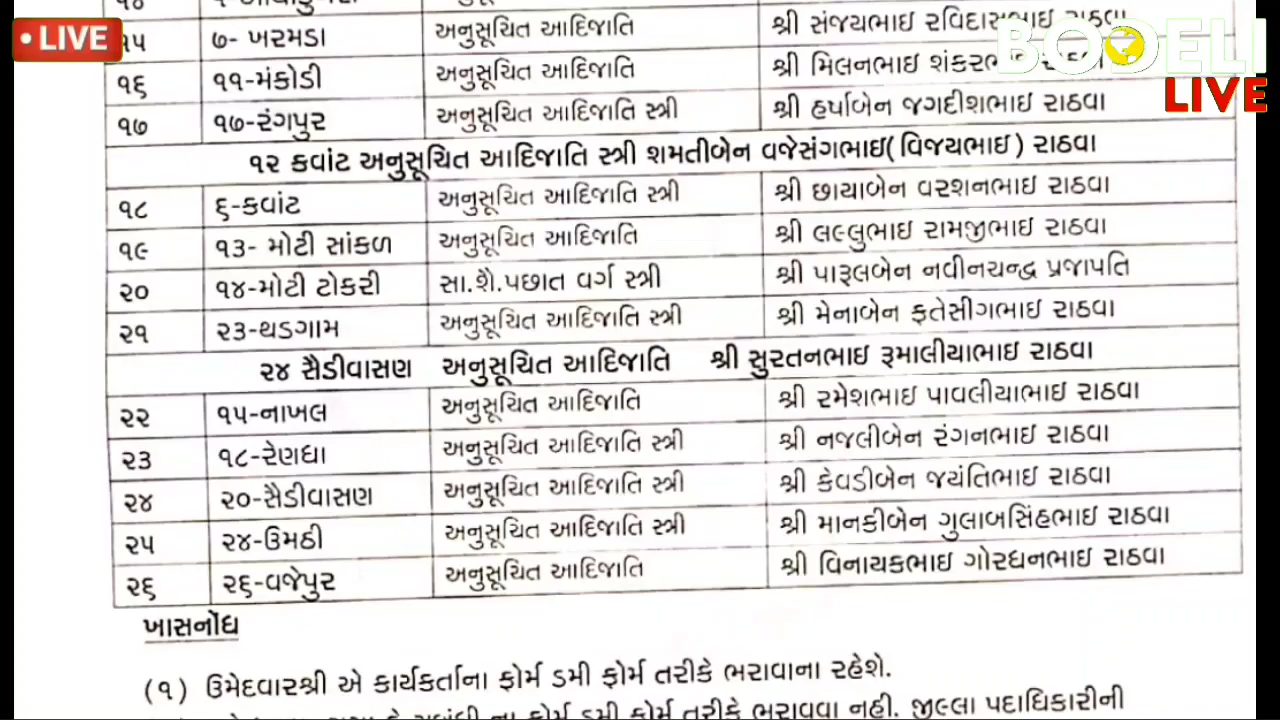 LIVE
BODELI
LIVE
૧૫ ૭- ખરમડા અનુસૂચિત આદિજાતિ શ્રી સંજયભાઇ રવિદાસભાઇ રાઠવા
૧૬ ૧૧-મંકોડી અનુસૂચિત આદિજાતિ શ્રી મિલનભાઇ
૧૭ ૧૭-રંગપુર અનુસૂચિત આદિજાતિ સ્ત્રી શ્રી હર્ષાબેન જગદીશભાઇ રાઠવા
૧૨ કવાંટ અનુસૂચિત આદિજાતિ સ્ત્રી શમતીબેન વજેસંગભાઇ(વિજયભાઇ) રાઠવા
૧૮ ૬-કવાંટ અનુસૂચિત આદિજાતિ સ્ત્રી શ્રી છાયાબેન વરશનભાઇ રાઠવા
૧૯ ૧૩- મોટી સાંકળ અનુસૂચિત આદિજાતિ શ્રી લલ્લુભાઇ રામજીભાઇ રાઠવા
૨૦ ૧૪-મોટી ટોકરી સા.શૈ.પછાત વર્ગ સ્ત્રી શ્રી પારૂલબેન નવીનચન્દ્ર પ્રજાપતિ
૨૧ ૨૩-થડગામ અનુસૂચિત આદિજાતિ સ્ત્રી શ્રી મેનાબેન ફતેસીગભાઇ રાઠવા
૨૪ સૈડીવાસણ અનુસૂચિત આદિજાતિ શ્રી સુરતનભાઇ રૂમાલીયાભાઇ રાઠવા
૨૨ ૧૫-નાખલ અનુસૂચિત આદિજાતિ શ્રી રમેશભાઇ પાવલીયાભાઇ રાઠવા
૨૩ ૧૮-રેણધા અનુસૂચિત આદિજાતિ સ્ત્રી શ્રી નજલીબેન રંગનભાઇ રાઠવા
૨૪ ૨૦-સૈડીવાસણ અનુસૂચિત આદિજાતિ સ્ત્રી શ્રી કેવડીબેન જયંતિભાઇ રાઠવા
૨૫ ૨૪-ઉમઠી અનુસૂચિત આદિજાતિ સ્ત્રી શ્રી માનકીબેન ગુલાબસિંહભાઇ રાઠવા
૨૬ ૨૬-વજેપુર અનુસૂચિત આદિજાતિ શ્રી વિનાયકભાઇ ગોરધનભાઇ રાઠવા
ખાસનોંધ
(૧) ઉમેદવારશ્રી એ કાર્યકર્તાના ફોર્મ ડમી ફોર્મ તરીકે ભરાવાના રહેશે.
ના ફોર્મ ડમી ફોર્મ તરીકે ભરાવવા નહી. જીલ્લા પદાધિકારીની